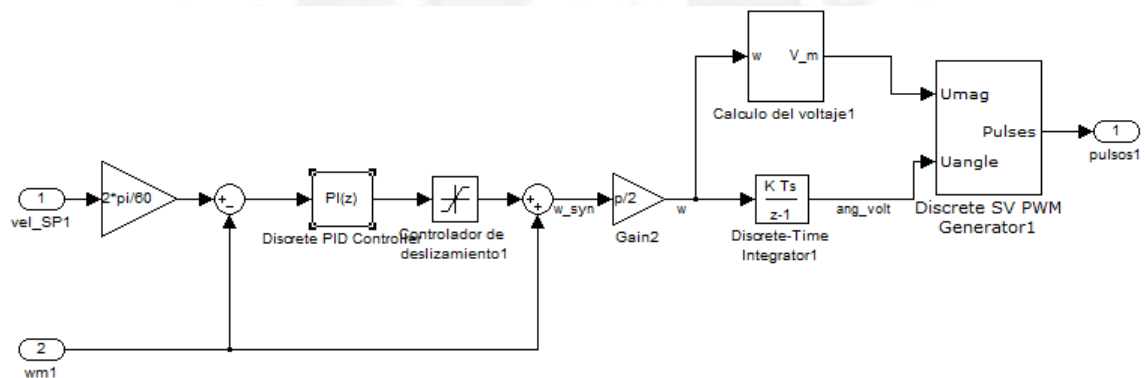 w
V_m
Calculo del voltaje1
Umag
Pulses
Uangle
Discrete SV PWM
Generator1
1
pulsos1
1
vel_SP1
2*pi/60
+
-
PI(z)
Discrete PID Controller
Controlador de
deslizamiento1
+
+
w_syn
p/2
Gain2
w
K Ts
z-1
Discrete-Time
Integrator1
ang_volt
2
wm1